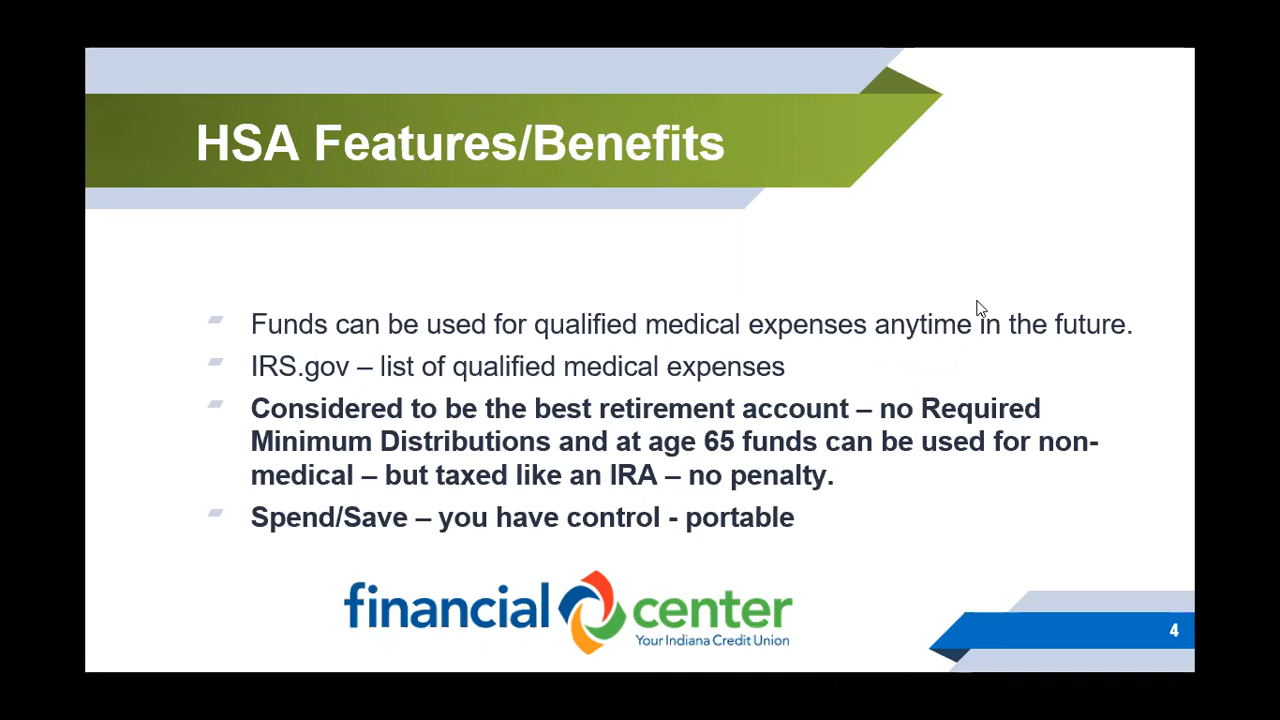 HSA Features/Benefits
Funds can be used for qualified medical expenses anytime in the future.
IRS.gov – list of qualified medical expenses
Considered to be the best retirement account – no Required
Minimum Distributions and at age 65 funds can be used for non-
medical – but taxed like an IRA – no penalty.
Spend/Save – you have control - portable
financial center
Your Indiana Credit Union
4